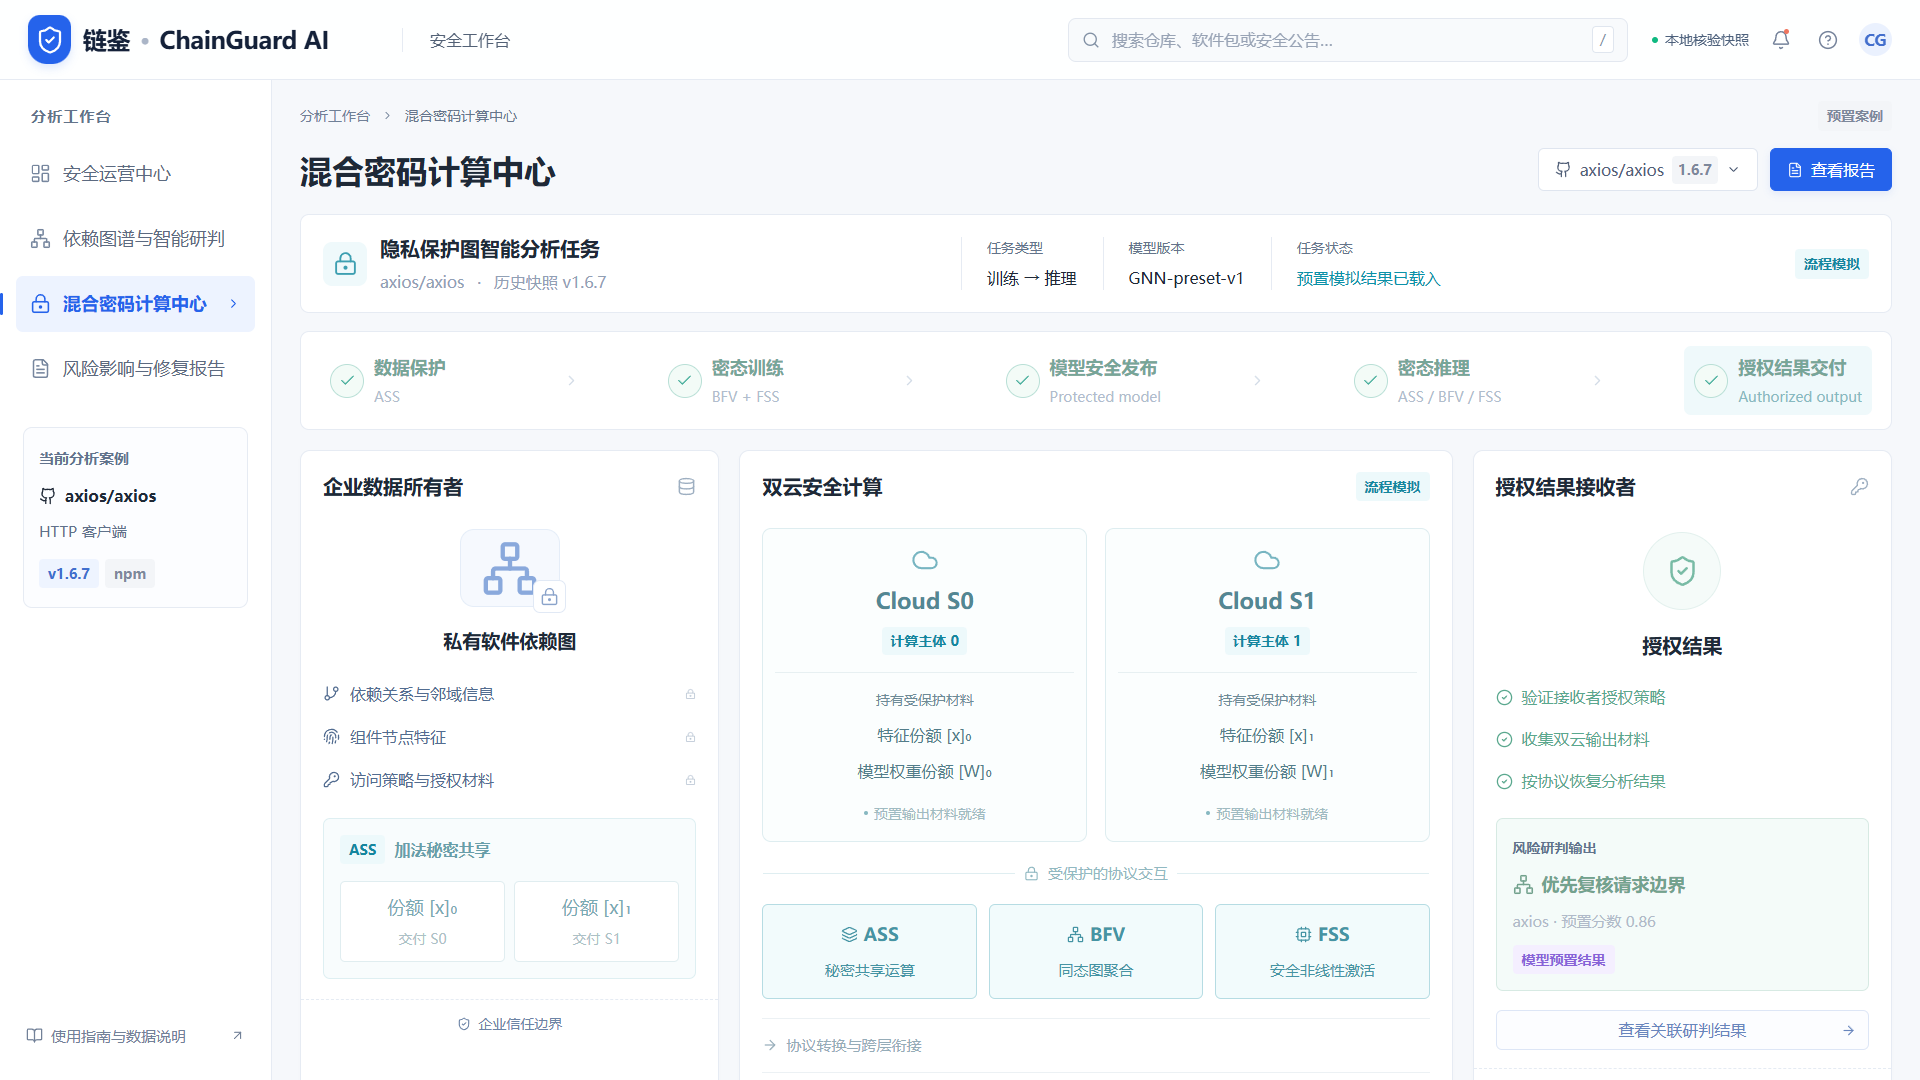 链鉴 • ChainGuard AI
安全工作台
搜索仓库、软件包或安全公告...
/
本地核验快照
CG
分析工作台
安全运营中心
依赖图谱与智能研判
混合密码计算中心
风险影响与修复报告
当前分析案例
axios/axios
HTTP 客户端
v1.6.7
npm
使用指南与数据说明
分析工作台
混合密码计算中心
预置案例
混合密码计算中心
axios/axios 1.6.7
查看报告
隐私保护图智能分析任务
axios/axios · 历史快照 v1.6.7
任务类型
训练 → 推理
模型版本
GNN-preset-v1
任务状态
预置模拟结果已载入
流程模拟
数据保护
ASS
密态训练
BFV + FSS
模型安全发布
Protected model
密态推理
ASS / BFV / FSS
授权结果交付
Authorized output
企业数据所有者
私有软件依赖图
依赖关系与邻域信息
组件节点特征
访问策略与授权材料
ASS 加法秘密共享
份额 [x]₀
交付 S0
份额 [x]₁
交付 S1
企业信任边界
双云安全计算
流程模拟
Cloud S0
计算主体 0
持有受保护材料
特征份额 [x]₀
模型权重份额 [W]₀
• 预置输出材料就绪
Cloud S1
计算主体 1
持有受保护材料
特征份额 [x]₁
模型权重份额 [W]₁
• 预置输出材料就绪
受保护的协议交互
ASS
秘密共享运算
BFV
同态图聚合
FSS
安全非线性激活
协议转换与跨层衔接
授权结果接收者
授权结果
验证接收者授权策略
收集双云输出材料
按协议恢复分析结果
风险研判输出
优先复核请求边界
axios · 预置分数 0.86
模型预置结果
查看关联研判结果